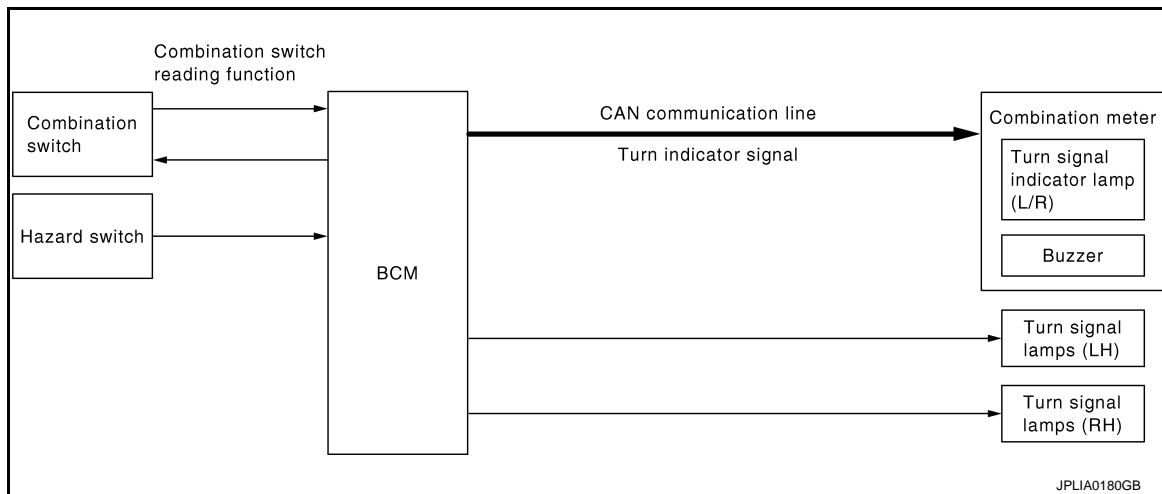 Combination switch
reading function
Combination
switch
Hazard switch
BCM
CAN communication line
Turn indicator signal
Combination meter
Turn signal
indicator lamp
(L/R)
Buzzer
Turn signal
lamps (LH)
Turn signal
lamps (RH)
JPLIA0180GB